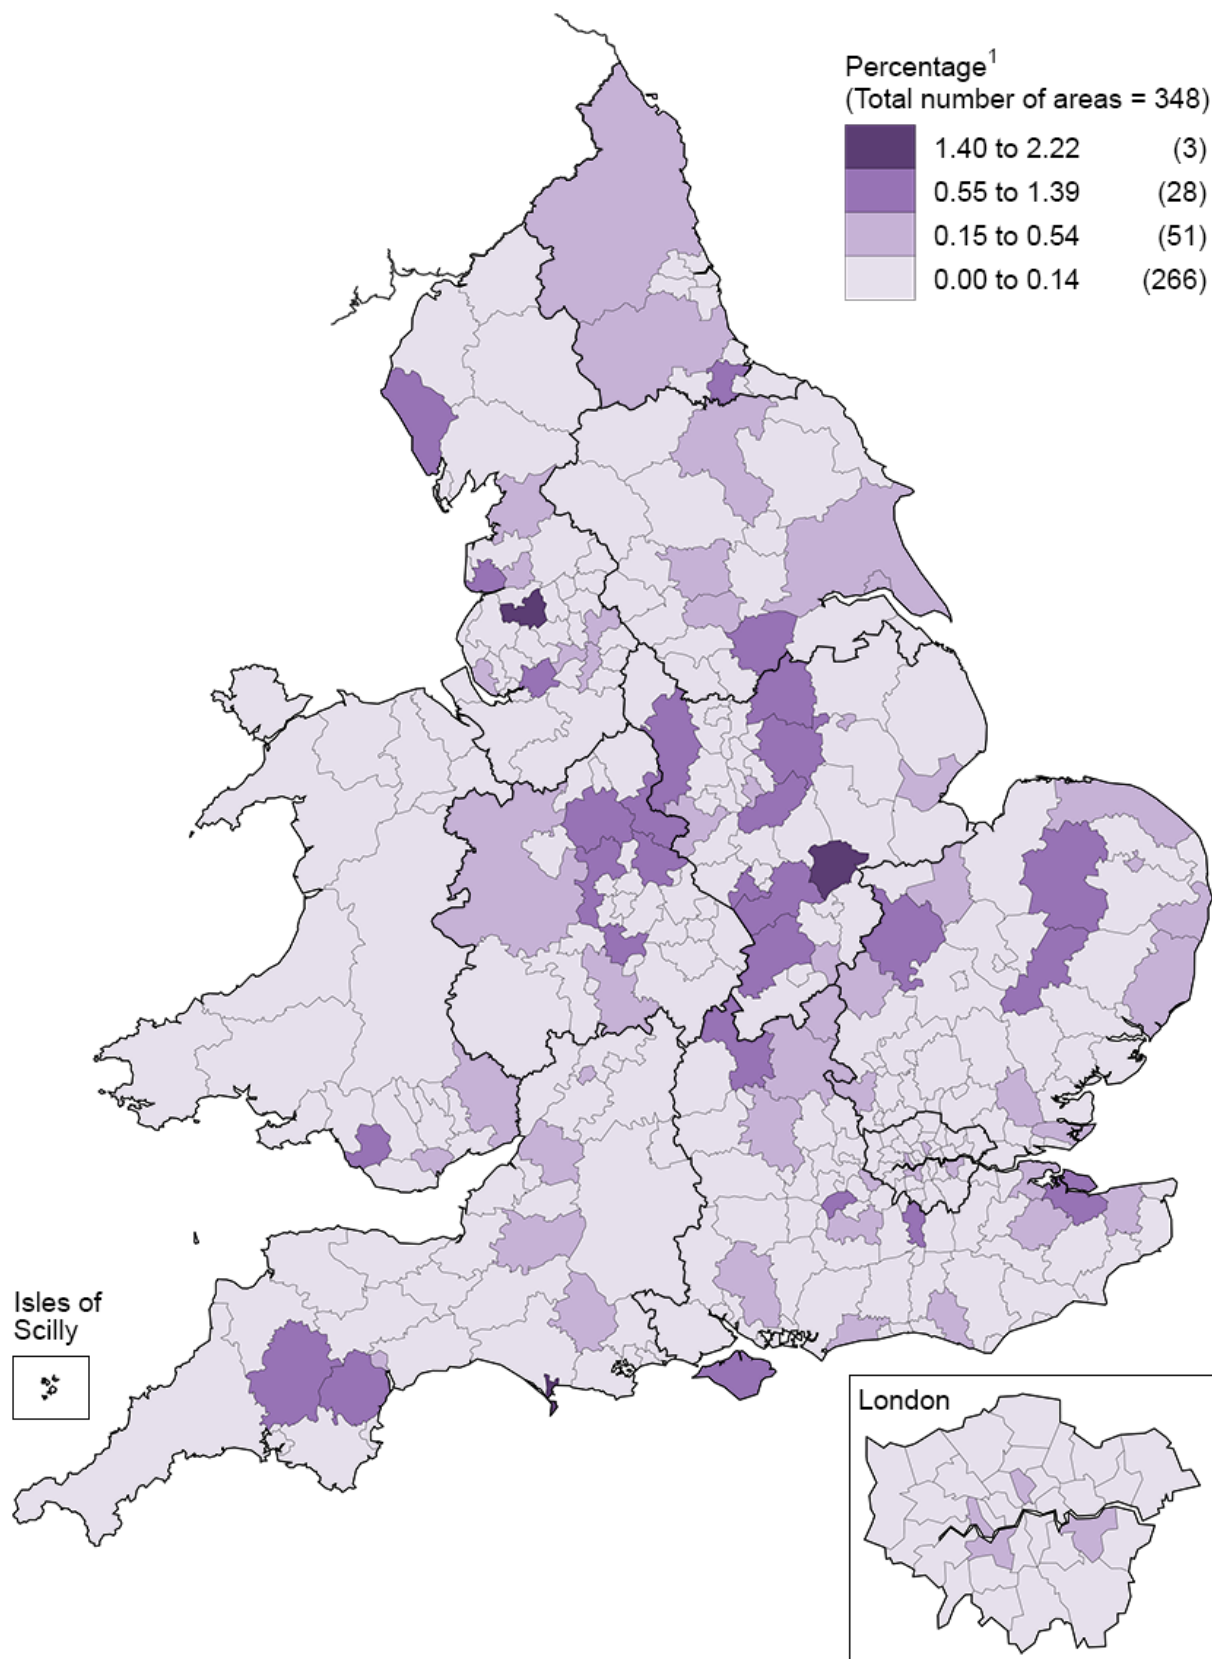 Percentage¹
(Total number of areas = 348)
1.40 to 2.22 (3)
0.55 to 1.39 (28)
0.15 to 0.54 (51)
0.00 to 0.14 (266)
Isles of
Scilly
London